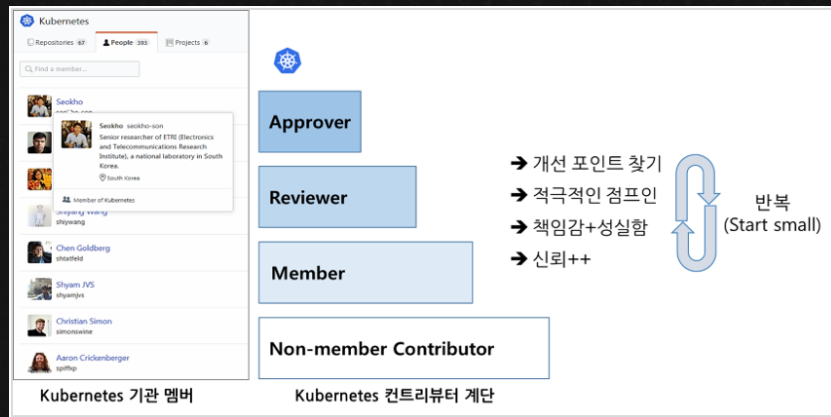 Kubernetes
Repositories 67 People 393 Projects 6
Find a member...
Seokho
seokho-son
Seokho seokho-son
Senior researcher of ETRI (Electronics
and Telecommunications Research
Institute), a national laboratory in South
Korea.
South Korea
Member of Kubernetes
Shiyang Wang
shiywang
Chen Goldberg
shtatfeld
Shyam JVS
shyamjvs
Christian Simon
simonswine
Aaron Crickenberger
spiffxp
Kubernetes 기관 멤버
Approver
Reviewer
Member
Non-member Contributor
Kubernetes 컨트리뷰터 계단
➔ 개선 포인트 찾기
➔ 적극적인 점프인
➔ 책임감+성실함
➔ 신뢰++
반복
(Start small)